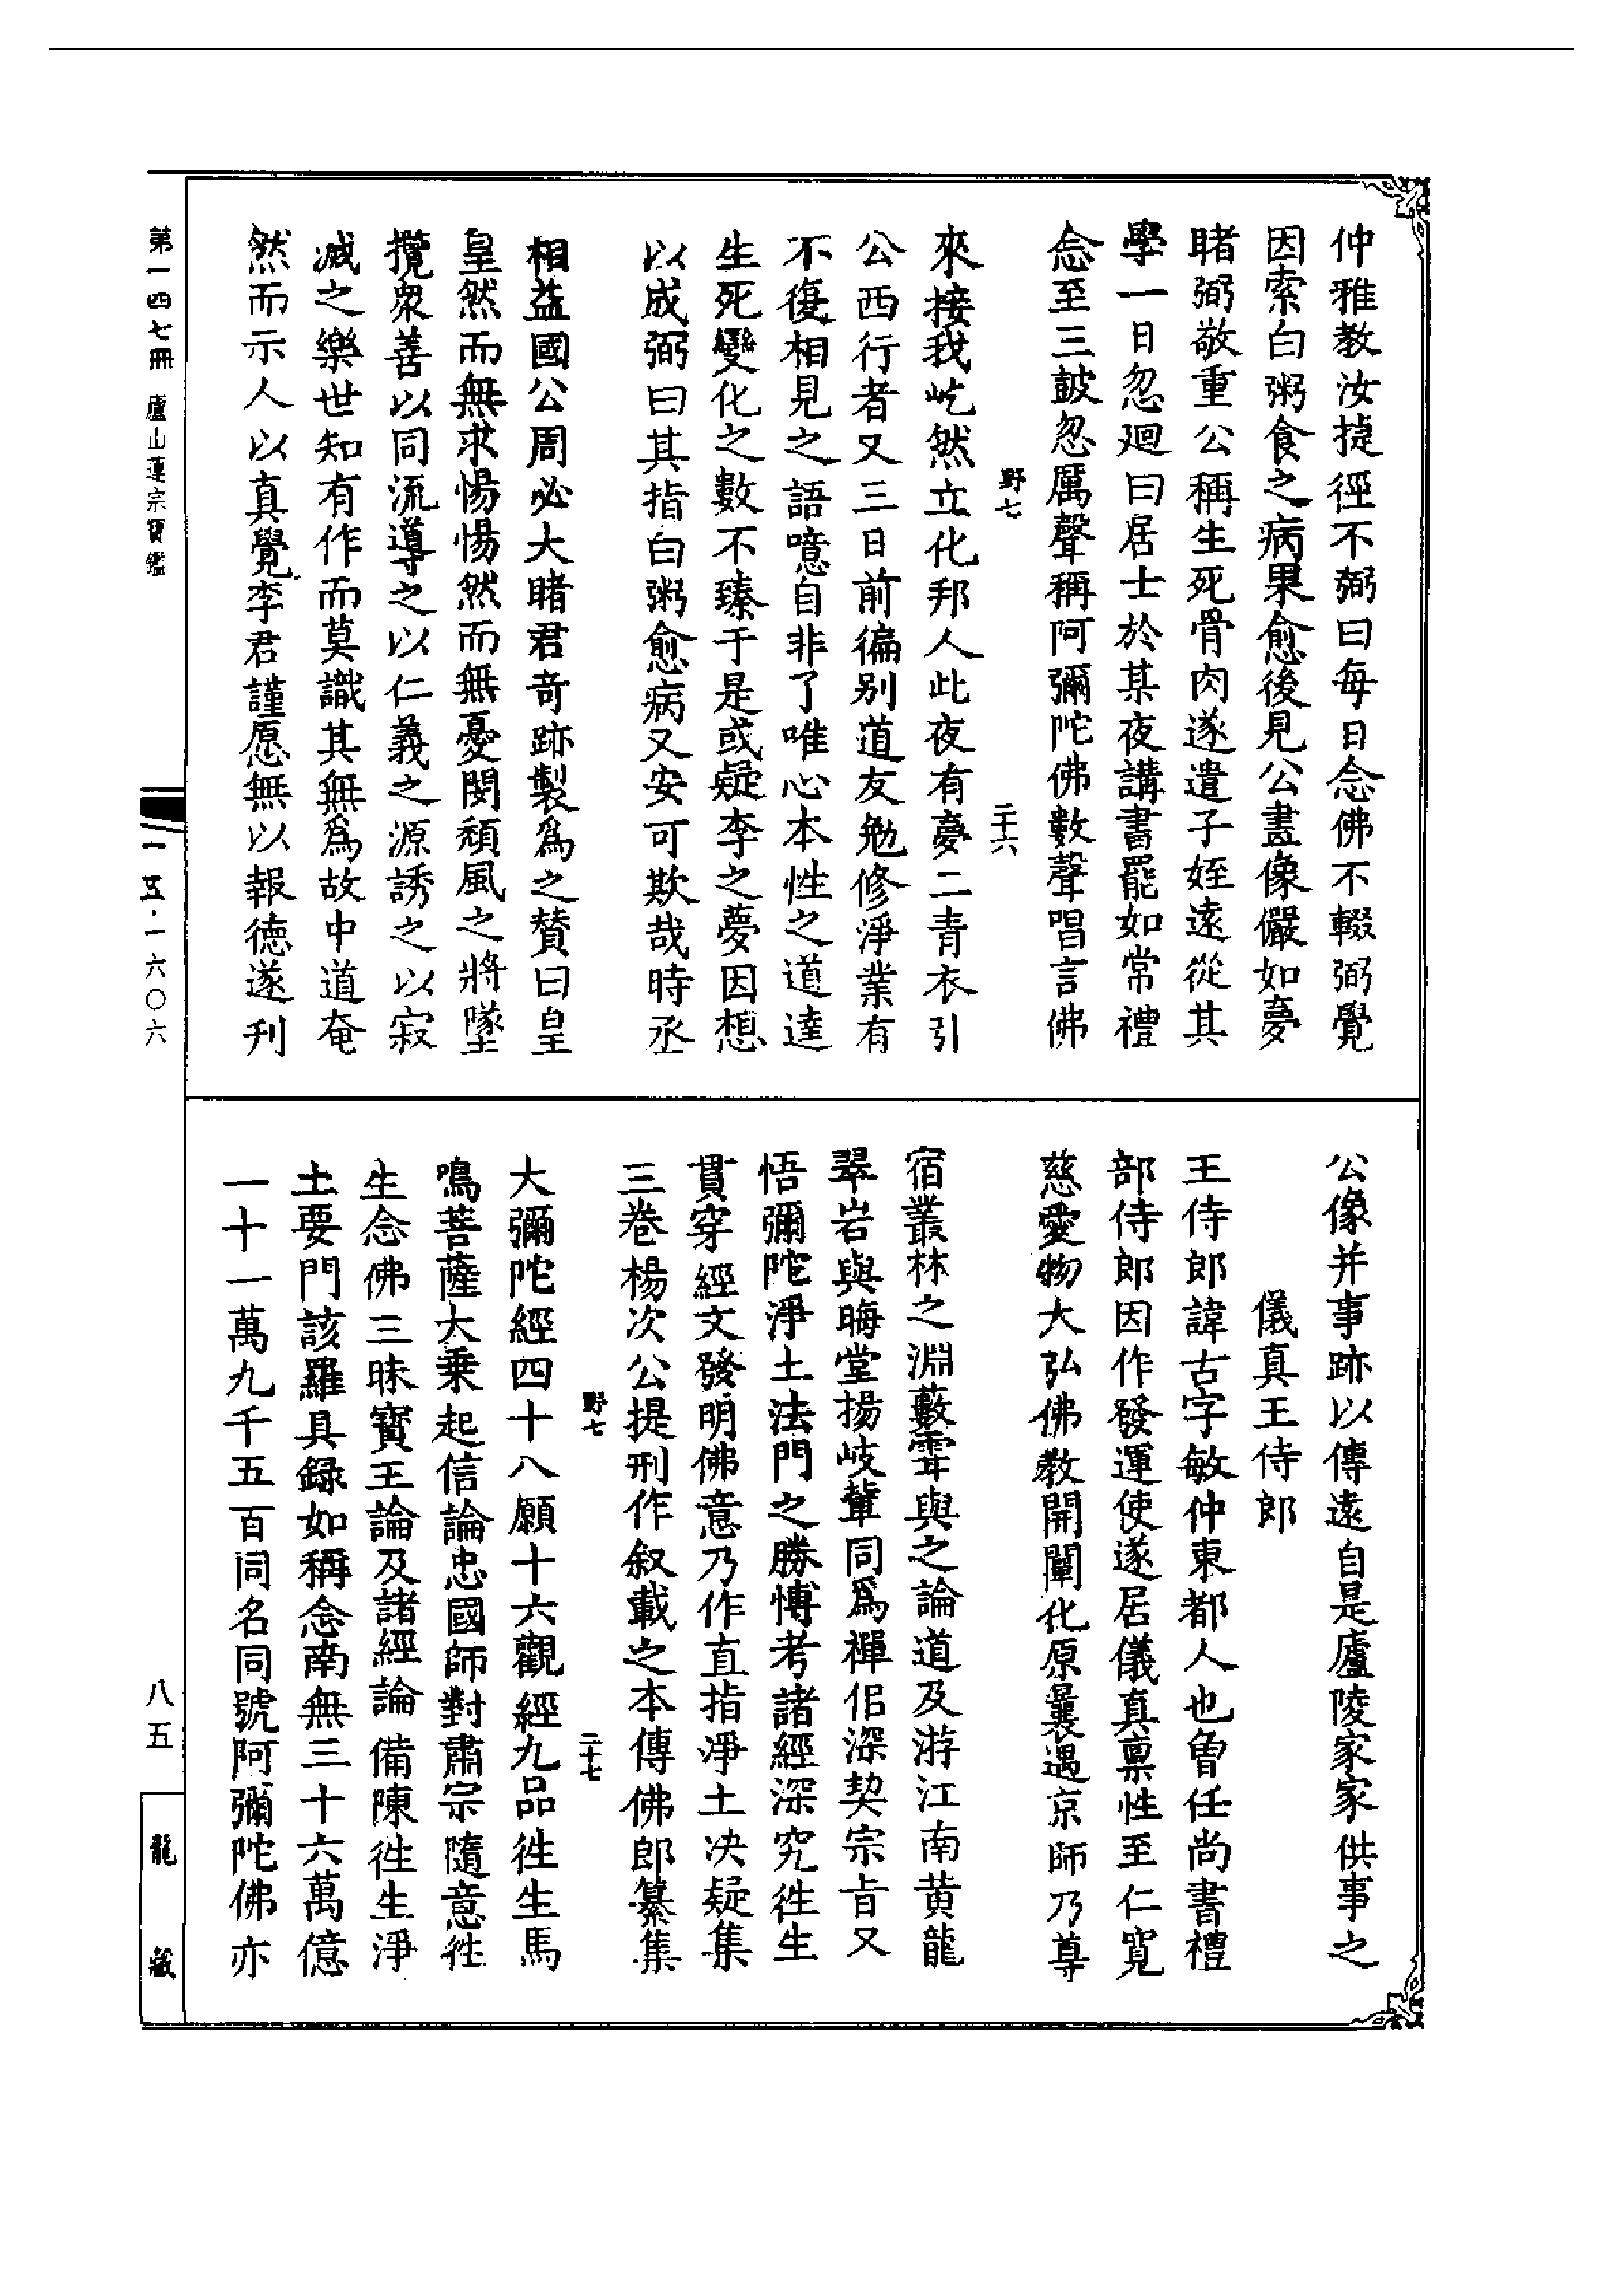 仲雅教汝捷徑不弼曰每日念佛不輟弼覺
因索白粥食之病果愈後見公畫像儼如夢
睹弼敬重公稱生死骨肉遂遣子姪遠從其
學一日忽廻曰居士於某夜講書罷如常禮
念至三鼓忽厲聲稱阿彌陀佛數聲唱言佛
野七
二十六
來接我屹然立化邦人此夜有夢二青衣引
公西行者又三日前徧別道友勉修淨業有
不復相見之語噫自非了唯心本性之道達
生死變化之數不臻于是或疑李之夢因想
以成弼曰其指白粥愈病又安可欺哉時丞
相益國公周必大睹君奇跡製爲之贊曰皇
皇然而無求惕惕然而無憂閔頹風之將墜
攬衆善以同流導之以仁義之源誘之以寂
滅之樂世知有作而莫識其無爲故中道奄
然而示人以真覺李君謹愿無以報德遂刋
公像并事跡以傳遠自是廬陵家家供事之
儀真王侍郎
王侍郎諱古字敏仲東都人也曾任尚書禮
部侍郎因作發運使遂居儀真禀性至仁寬
慈愛物大弘佛教開闡化原曩遇京師乃尊
宿叢林之淵藪霅與之論道及游江南黄龍
翠岩與晦堂揚岐輩同爲禪侣深契宗旨又
悟彌陀淨土法門之勝愽考諸經深究徃生
貫穿經文發明佛意乃作直指淨土决疑集
三卷楊次公提刑作叙載之本傳佛郎纂集
野七
二十七
大彌陀經四十八願十六觀經九品徃生馬
鳴菩薩大乗起信論忠國師對肅宗隨意徃
生念佛三昧寳王論及諸經論備陳徃生淨
土要門該羅具録如稱念南無三十六萬億
一十一萬九千五百同名同號阿彌陀佛亦
第一四七冊 廬山蓮宗寶鑑
一五·一六〇六
八五
龍藏